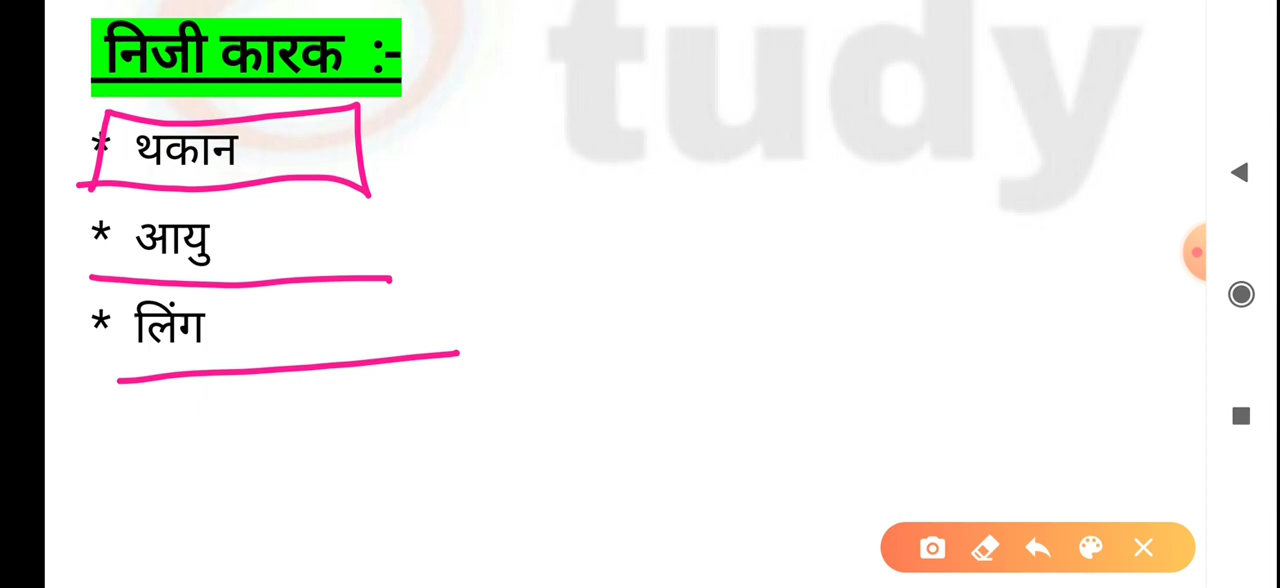 निजी कारक :-
* थकान
* आयु
* लिंग
tudy